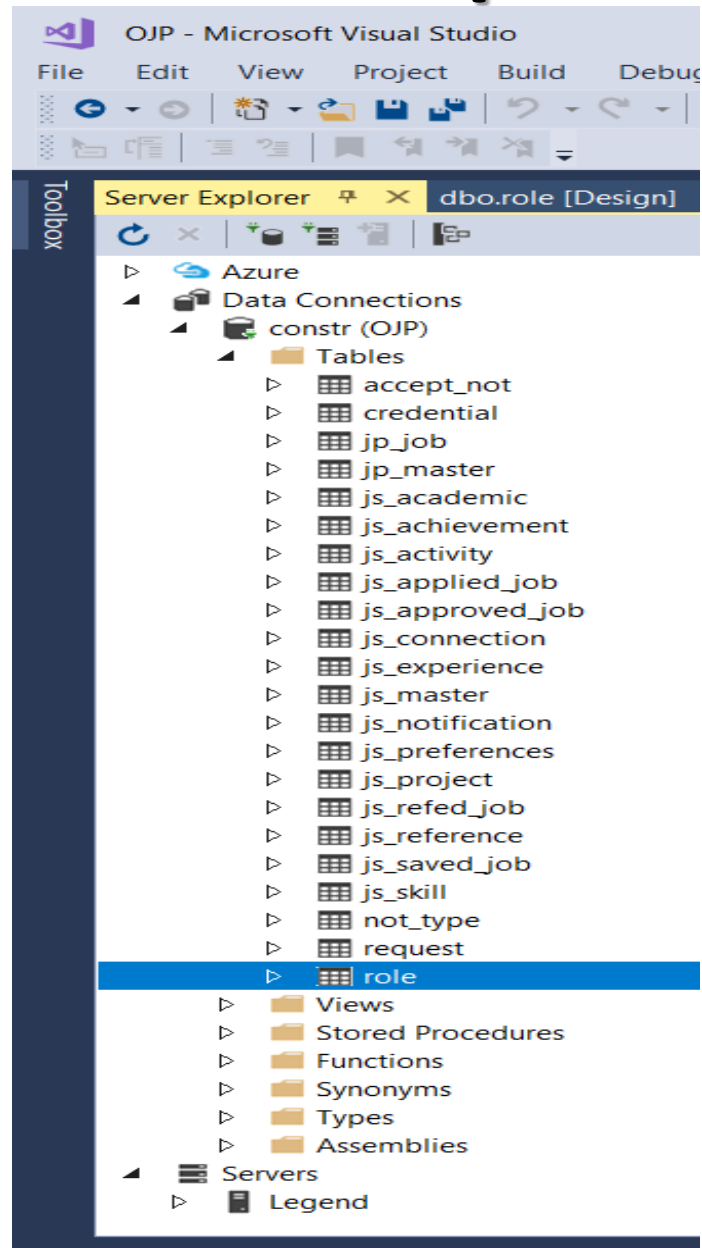 OJP - Microsoft Visual Studio
File Edit View Project Build Debug
Toolbox
Server Explorer dbo.role [Design]
Azure
Data Connections
constr (OJP)
Tables
accept_not
credential
jp_job
jp_master
js_academic
js_achievement
js_activity
js_applied_job
js_approved_job
js_connection
js_experience
js_master
js_notification
js_preferences
js_project
js_refed_job
js_reference
js_saved_job
js_skill
not_type
request
role
Views
Stored Procedures
Functions
Synonyms
Types
Assemblies
Servers
Legend